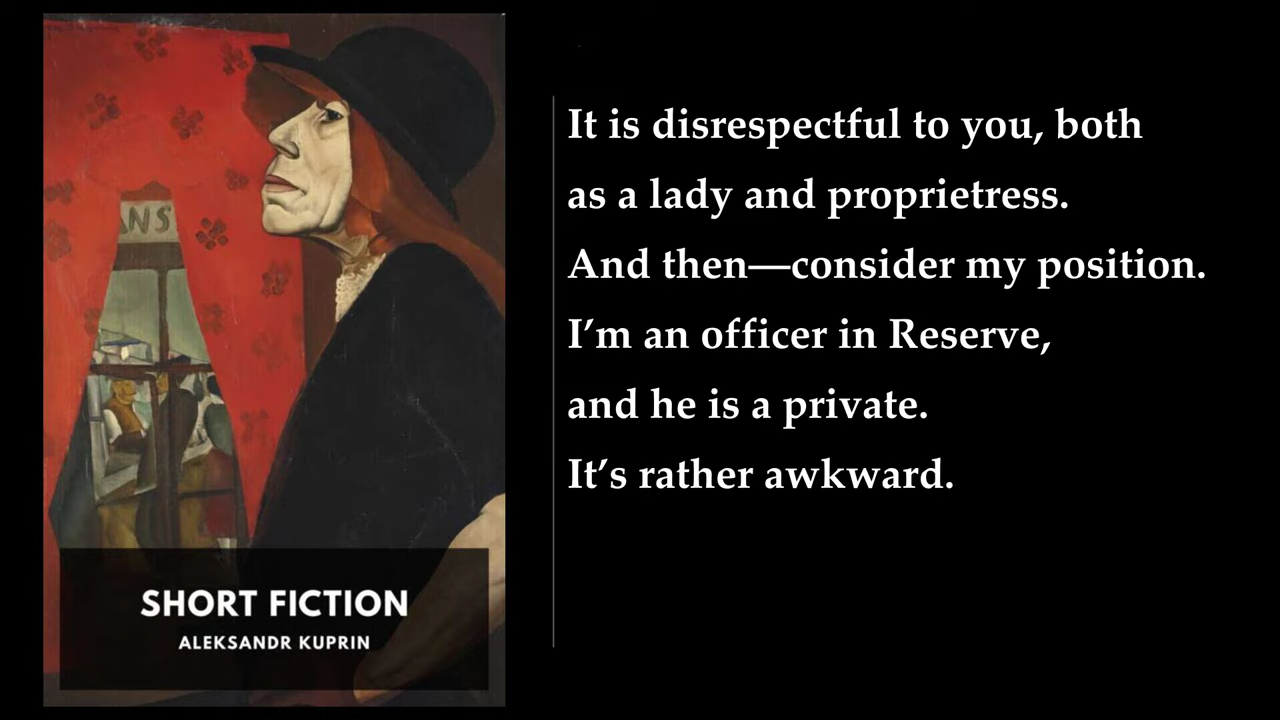 ANS
SHORT FICTION
ALEKSANDR KUPRIN
It is disrespectful to you, both
as a lady and proprietress.
And then—consider my position.
I’m an officer in Reserve,
and he is a private.
It’s rather awkward.